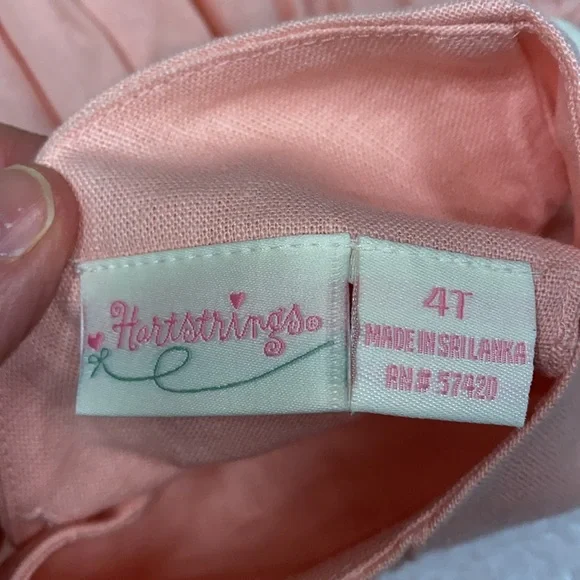 Hartstrings®
4T
MADE IN SRI LANKA
RN# 57420